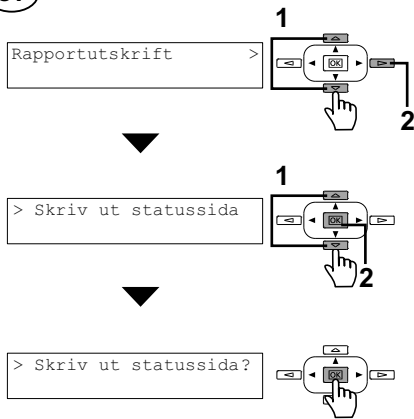 1
Rapportutskrift >
OK
2
1
> Skriv ut statussida
OK
2
> Skriv ut statussida?
OK